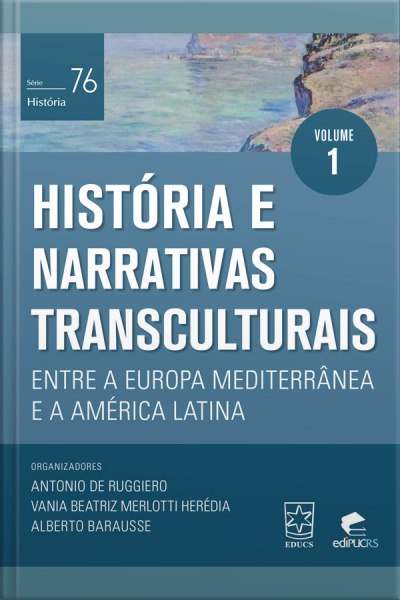 Série
História
76
VOLUME
1
HISTÓRIA E
NARRATIVAS
TRANSCULTURAIS
ENTRE A EUROPA MEDITERRÂNEA
E A AMÉRICA LATINA
ORGANIZADORES
ANTONIO DE RUGGIERO
VANIA BEATRIZ MERLOTTI HERÉDIA
ALBERTO BARAUSSE
EDUCS
ediPUCRS